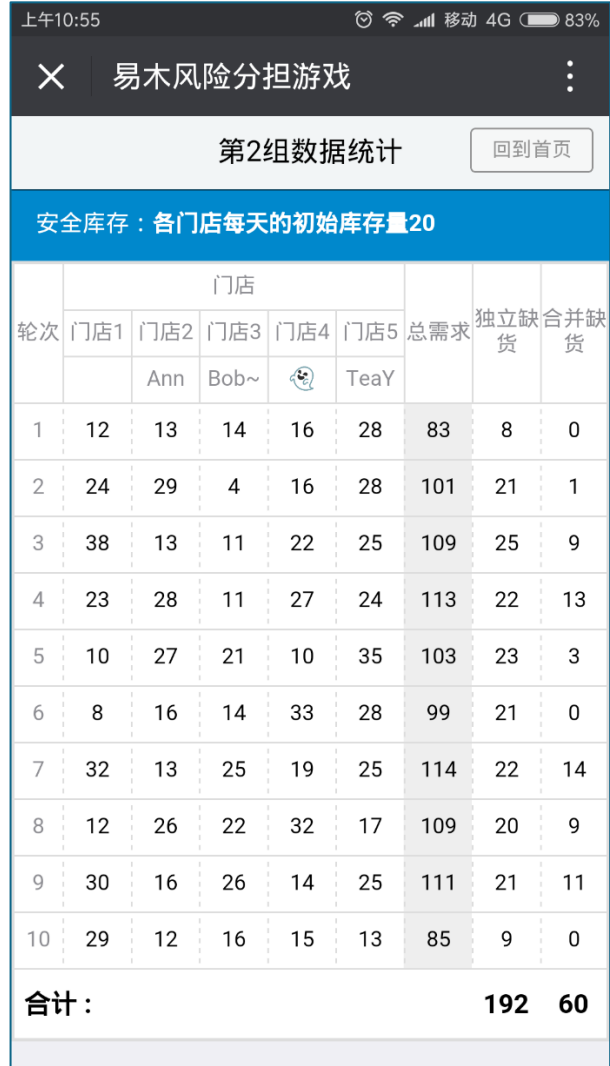 上午10:55 移动 4G 83%
易木风险分担游戏
第2组数据统计 回到首页
安全库存：各门店每天的初始库存量20
轮次 门店 总需求 独立缺货 合并缺货
门店1 门店2 门店3 门店4 门店5
Ann Bob~ TeaY
1 12 13 14 16 28 83 8 0
2 24 29 4 16 28 101 21 1
3 38 13 11 22 25 109 25 9
4 23 28 11 27 24 113 22 13
5 10 27 21 10 35 103 23 3
6 8 16 14 33 28 99 21 0
7 32 13 25 19 25 114 22 14
8 12 26 22 32 17 109 20 9
9 30 16 26 14 25 111 21 11
10 29 12 16 15 13 85 9 0
合计： 192 60